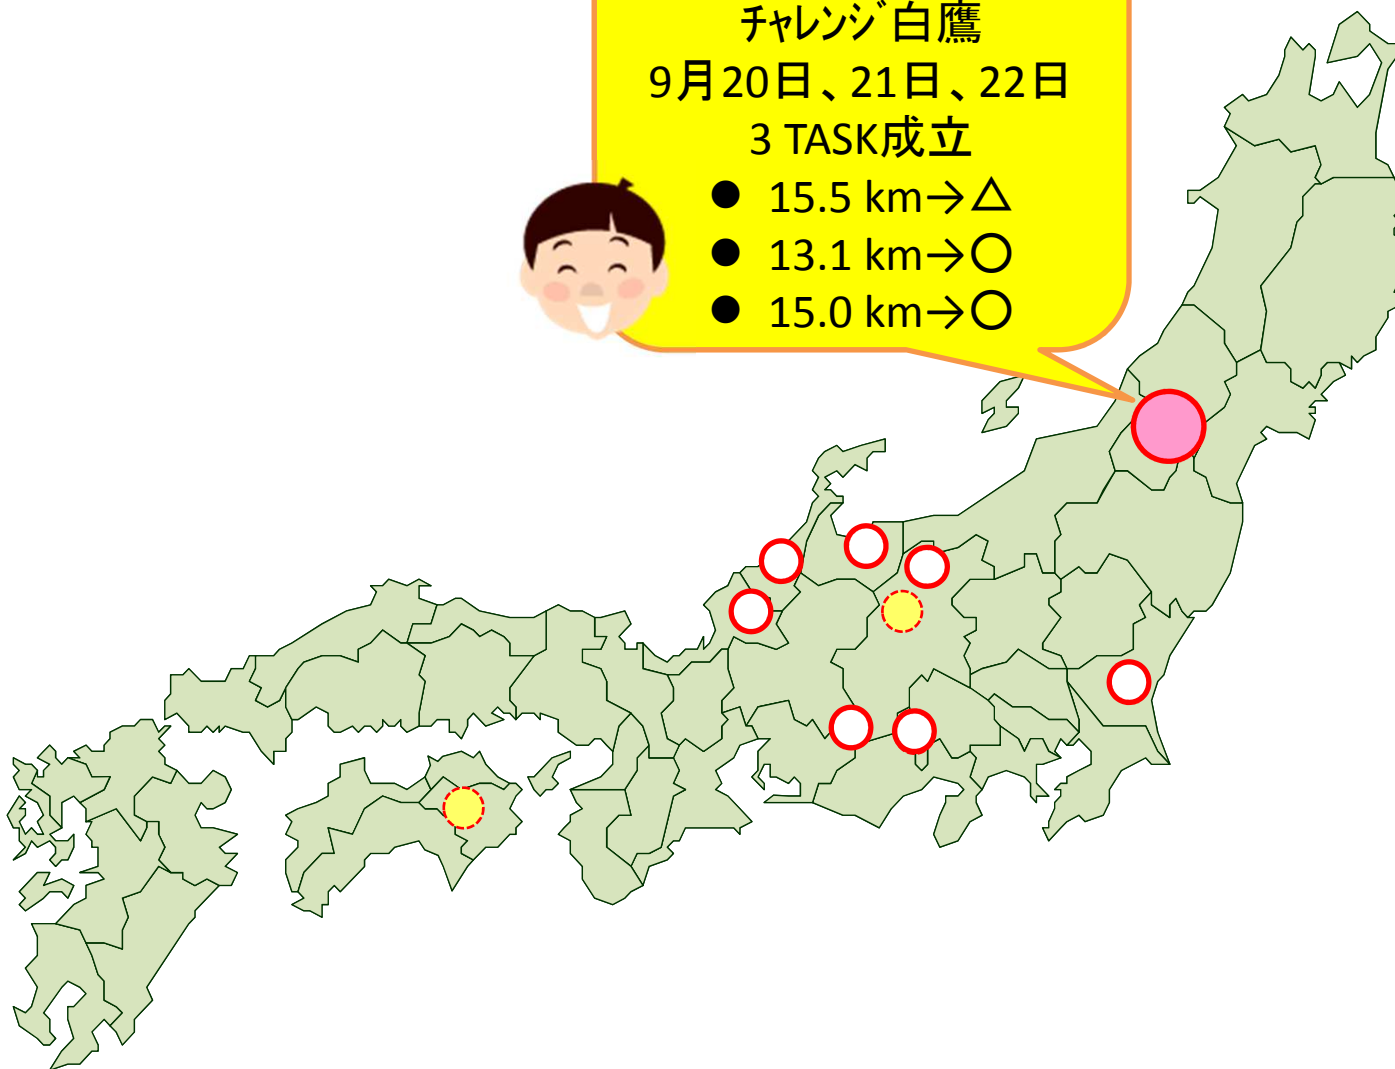 ﾁｬﾚﾝｼﾞ白鷹
9月20日、21日、22日
3 TASK成立
● 15.5 km→△
● 13.1 km→○
● 15.0 km→○